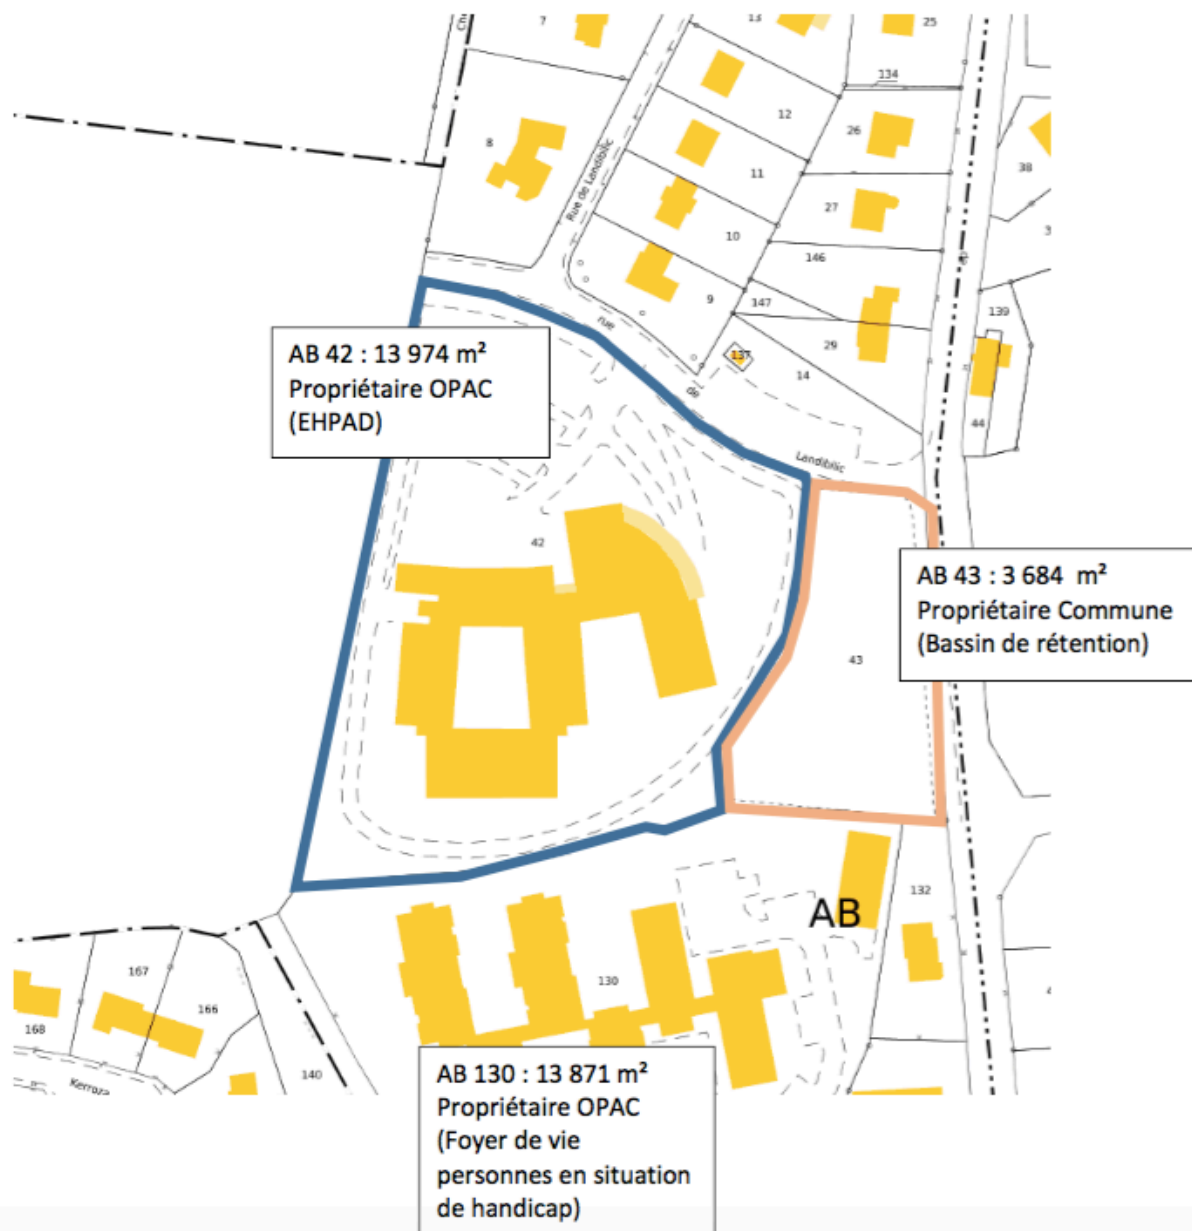 7
13
25
134
12
26
8
Rue de Landibilic
11
38
27
10
146
9
147
139
rue
29
137
14
de
44
AB 42 : 13 974 m²
Propriétaire OPAC
(EHPAD)
Landibilic
42
AB 43 : 3 684 m²
Propriétaire Commune
(Bassin de rétention)
43
132
AB
167
130
166
168
140
Kerroza
AB 130 : 13 871 m²
Propriétaire OPAC
(Foyer de vie
personnes en situation
de handicap)